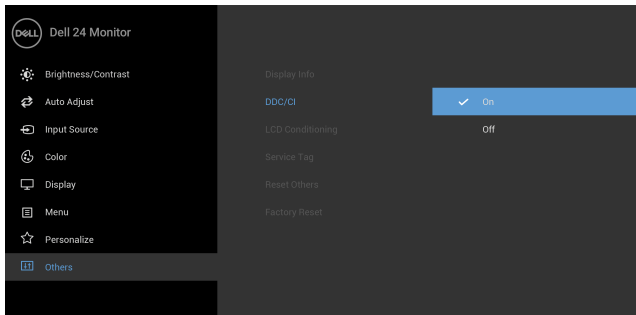 DELL Dell 24 Monitor
Brightness/Contrast
Display Info
Auto Adjust
DDC/CI
On
Input Source
LCD Conditioning
Off
Color
Service Tag
Display
Reset Others
Menu
Factory Reset
Personalize
Others